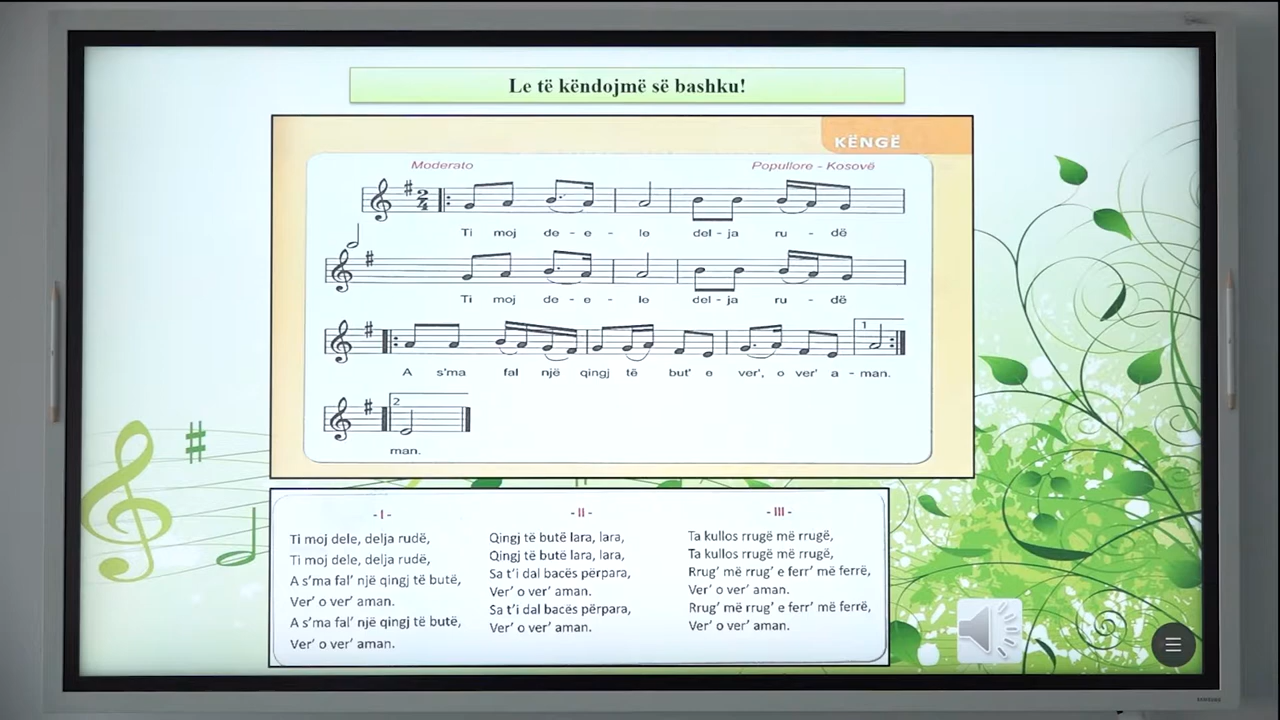 Le të këndojmë së bashku!
KËNGË
Moderato
Popullore - Kosovë
2
4
Ti moj de - e - le del - ja ru - dë
Ti moj de - e - le del - ja ru - dë
1
A s'ma fal një qingj të but' e ver', o ver' a - man.
2
man.
- I -
Ti moj dele, delja rudë,
Ti moj dele, delja rudë,
A s'ma fal' një qingj të butë,
Ver' o ver' aman.
A s'ma fal' një qingj të butë,
Ver' o ver' aman.
- II -
Qingj të butë lara, lara,
Qingj të butë lara, lara,
Sa t'i dal bacës përpara,
Ver' o ver' aman.
Sa t'i dal bacës përpara,
Ver' o ver' aman.
- III -
Ta kullos rrugë më rrugë,
Ta kullos rrugë më rrugë,
Rrug' më rrug' e ferr' më ferrë,
Ver' o ver' aman.
Rrug' më rrug' e ferr' më ferrë,
Ver' o ver' aman.